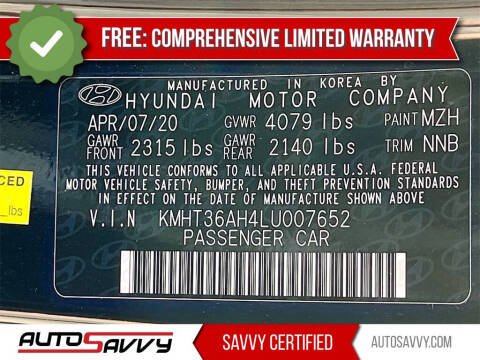 FREE: COMPREHENSIVE LIMITED WARRANTY
MANUFACTURED IN KOREA BY
HYUNDAI MOTOR COMPANY
APR/07/20 GVWR 4079 lbs PAINT MZH
GAWR FRONT 2315 lbs GAWR REAR 2140 lbs TRIM NNB
THIS VEHICLE CONFORMS TO ALL APPLICABLE U.S.A. FEDERAL
MOTOR VEHICLE SAFETY, BUMPER, AND THEFT PREVENTION STANDARDS
IN EFFECT ON THE DATE OF MANUFACTURE SHOWN ABOVE.
V.I.N KMHT36AH4LU007652
PASSENGER CAR
CED
lbs
AUTOSAVVY
SAVVY CERTIFIED
AUTOSAVVY.COM